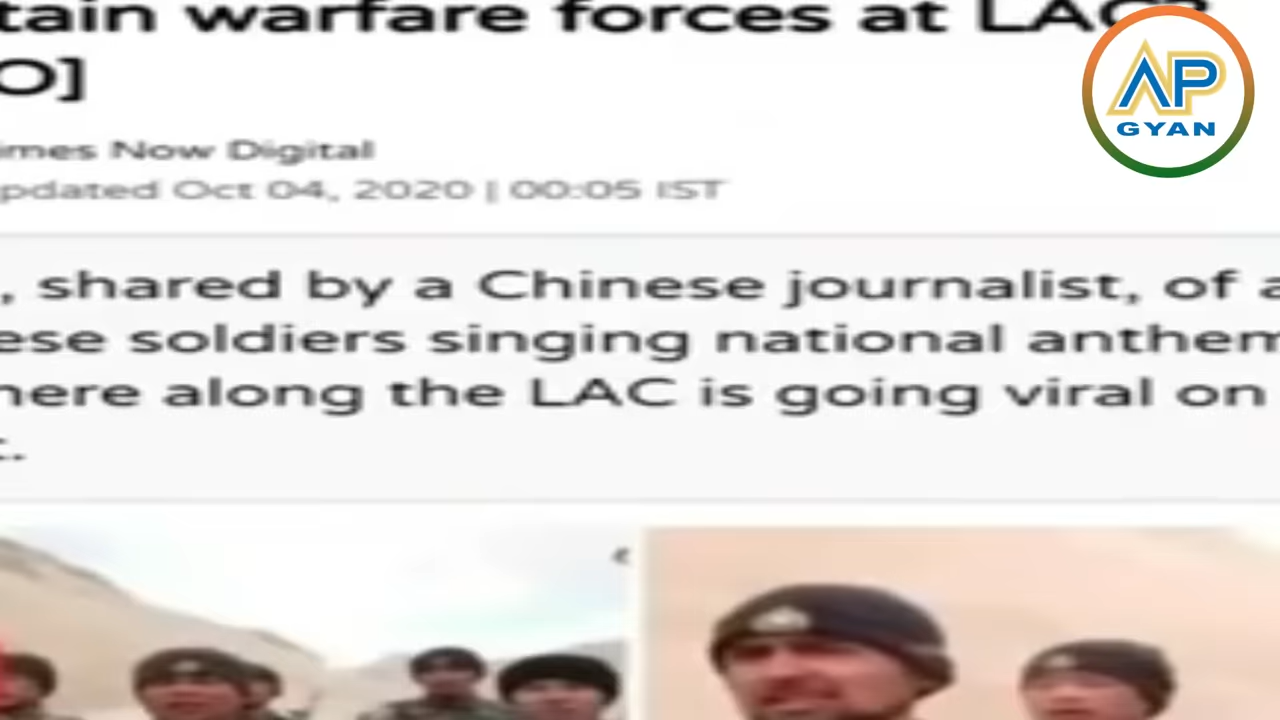 tain warfare forces at LAC?
O]
imes Now Digital
pdated Oct 04, 2020 | 00:05 IST
, shared by a Chinese journalist, of a
ese soldiers singing national anthem
here along the LAC is going viral on
t.
AP
GYAN